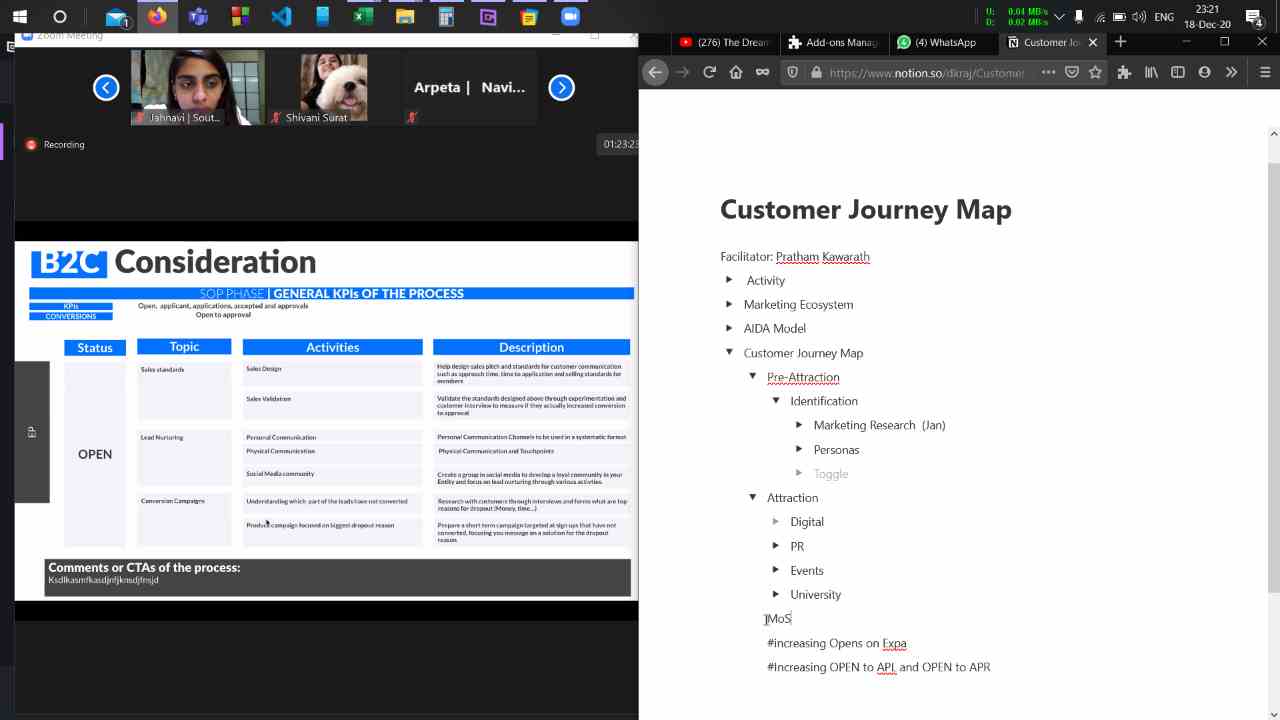 1
0: 0.04 MB/s
0: 0.02 MB/s
Zoom Meeting
Jahnavi | Sout...
Shivani Surat
Arpeta | Navi...
Recording
01:23:23
B2C Consideration
SOP PHASE | GENERAL KPIs OF THE PROCESS
KPIs
Open, applicant, applications, accepted and approvals
CONVERSIONS
Open to approval
Status
Topic
Activities
Description
EP
OPEN
Sales standards
Sales Design
Help design sales pitch and standards for customer communication
such as approach time, time to application and selling standards for
members
Sales Validation
Validate the standards designed above through experimentation and
customer interview to measure if they actually increased conversion
to approval
Lead Nurturing
Personal Communication
Personal Communication Channels to be used in a systematic format
Physical Communication
Physical Communication and Touchpoints
Social Media community
Create a group in social media to develop a loyal community in your
Entity and focus on lead nurturing through various activities.
Conversion Campaigns
Understanding which part of the leads have not converted
Research with customers through interviews and forms what are top
reasons for dropout (Money, time...)
Produce campaign focused on biggest dropout reason
Prepare a short term campaign targeted at sign ups that have not
converted, focusing you message on a solution for the dropout
reason
Comments or CTAs of the process:
Ksdlkasmfkasdjnfjknsdjfnsjd
(276) The Dream
(4) WhatsApp
https://www.notion.so/dkraj/Customer
Customer Journey Map
Facilitator: Pratham Kawarath
Activity
Marketing Ecosystem
AIDA Model
Customer Journey Map
Pre-Attraction
Identification
Marketing Research (Jan)
Personas
Toggle
Attraction
Digital
PR
Events
University
MoS
#increasing Opens on Expa
#Increasing OPEN to APL and OPEN to APR